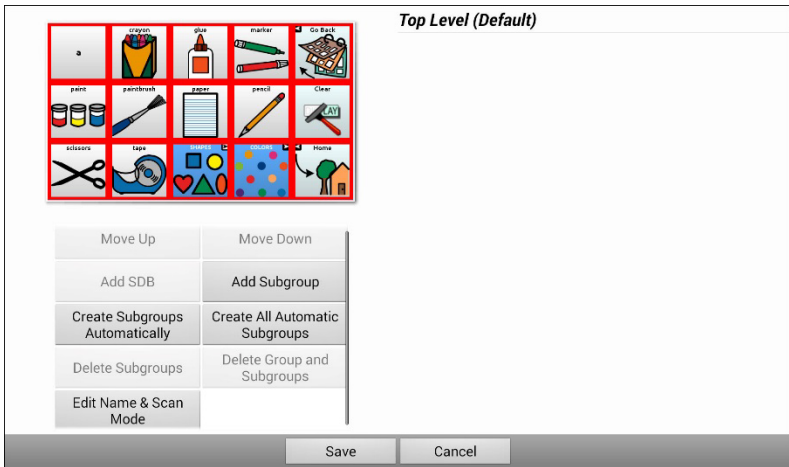 Top Level (Default)
a
crayon
glue
marker
Go Back
paint
paintbrush
paper
pencil
Clear
scissors
tape
SHAPES
COLORS
Home
Move Up
Move Down
Add SDB
Add Subgroup
Create Subgroups
Automatically
Create All Automatic
Subgroups
Delete Subgroups
Delete Group and
Subgroups
Edit Name & Scan
Mode
Save
Cancel